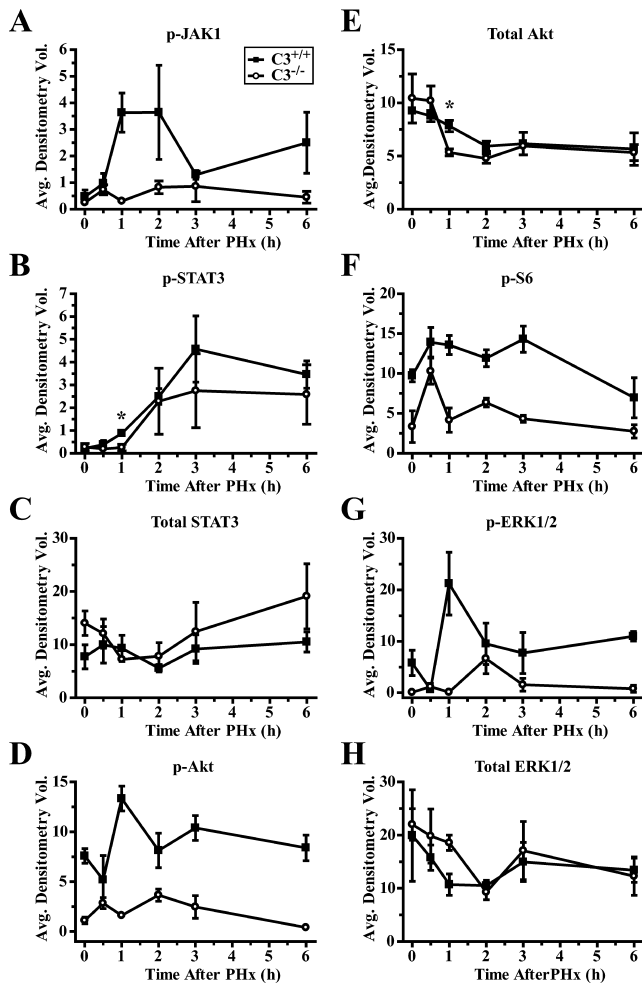 A
p-JAK1
C3+/+
C3-/-
Avg. Densitometry Vol.
6
5
4
3
2
1
0
0 1 2 3 4 5 6
Time After PHx (h)
B
p-STAT3
Avg. Densitometry Vol.
7
6
5
4
3
2
1
0
*
0 1 2 3 4 5 6
Time After PHx (h)
C
Total STAT3
Avg. Densitometry Vol.
30
20
10
0
0 1 2 3 4 5 6
Time After PHx (h)
D
p-Akt
Avg. Densitometry Vol.
15
10
5
0
0 1 2 3 4 5 6
Time After PHx (h)
E
Total Akt
Avg.Densitometry Vol.
15
10
5
0
*
0 1 2 3 4 5 6
Time After PHx (h)
F
p-S6
Avg. Densitometry Vol.
20
15
10
5
0
0 1 2 3 4 5 6
Time After PHx (h)
G
p-ERK1/2
Avg. Densitometry Vol.
30
20
10
0
0 1 2 3 4 5 6
Time After PHx (h)
H
Total ERK1/2
Avg. Densitometry Vol.
30
20
10
0
0 1 2 3 4 5 6
Time AfterPHx (h)